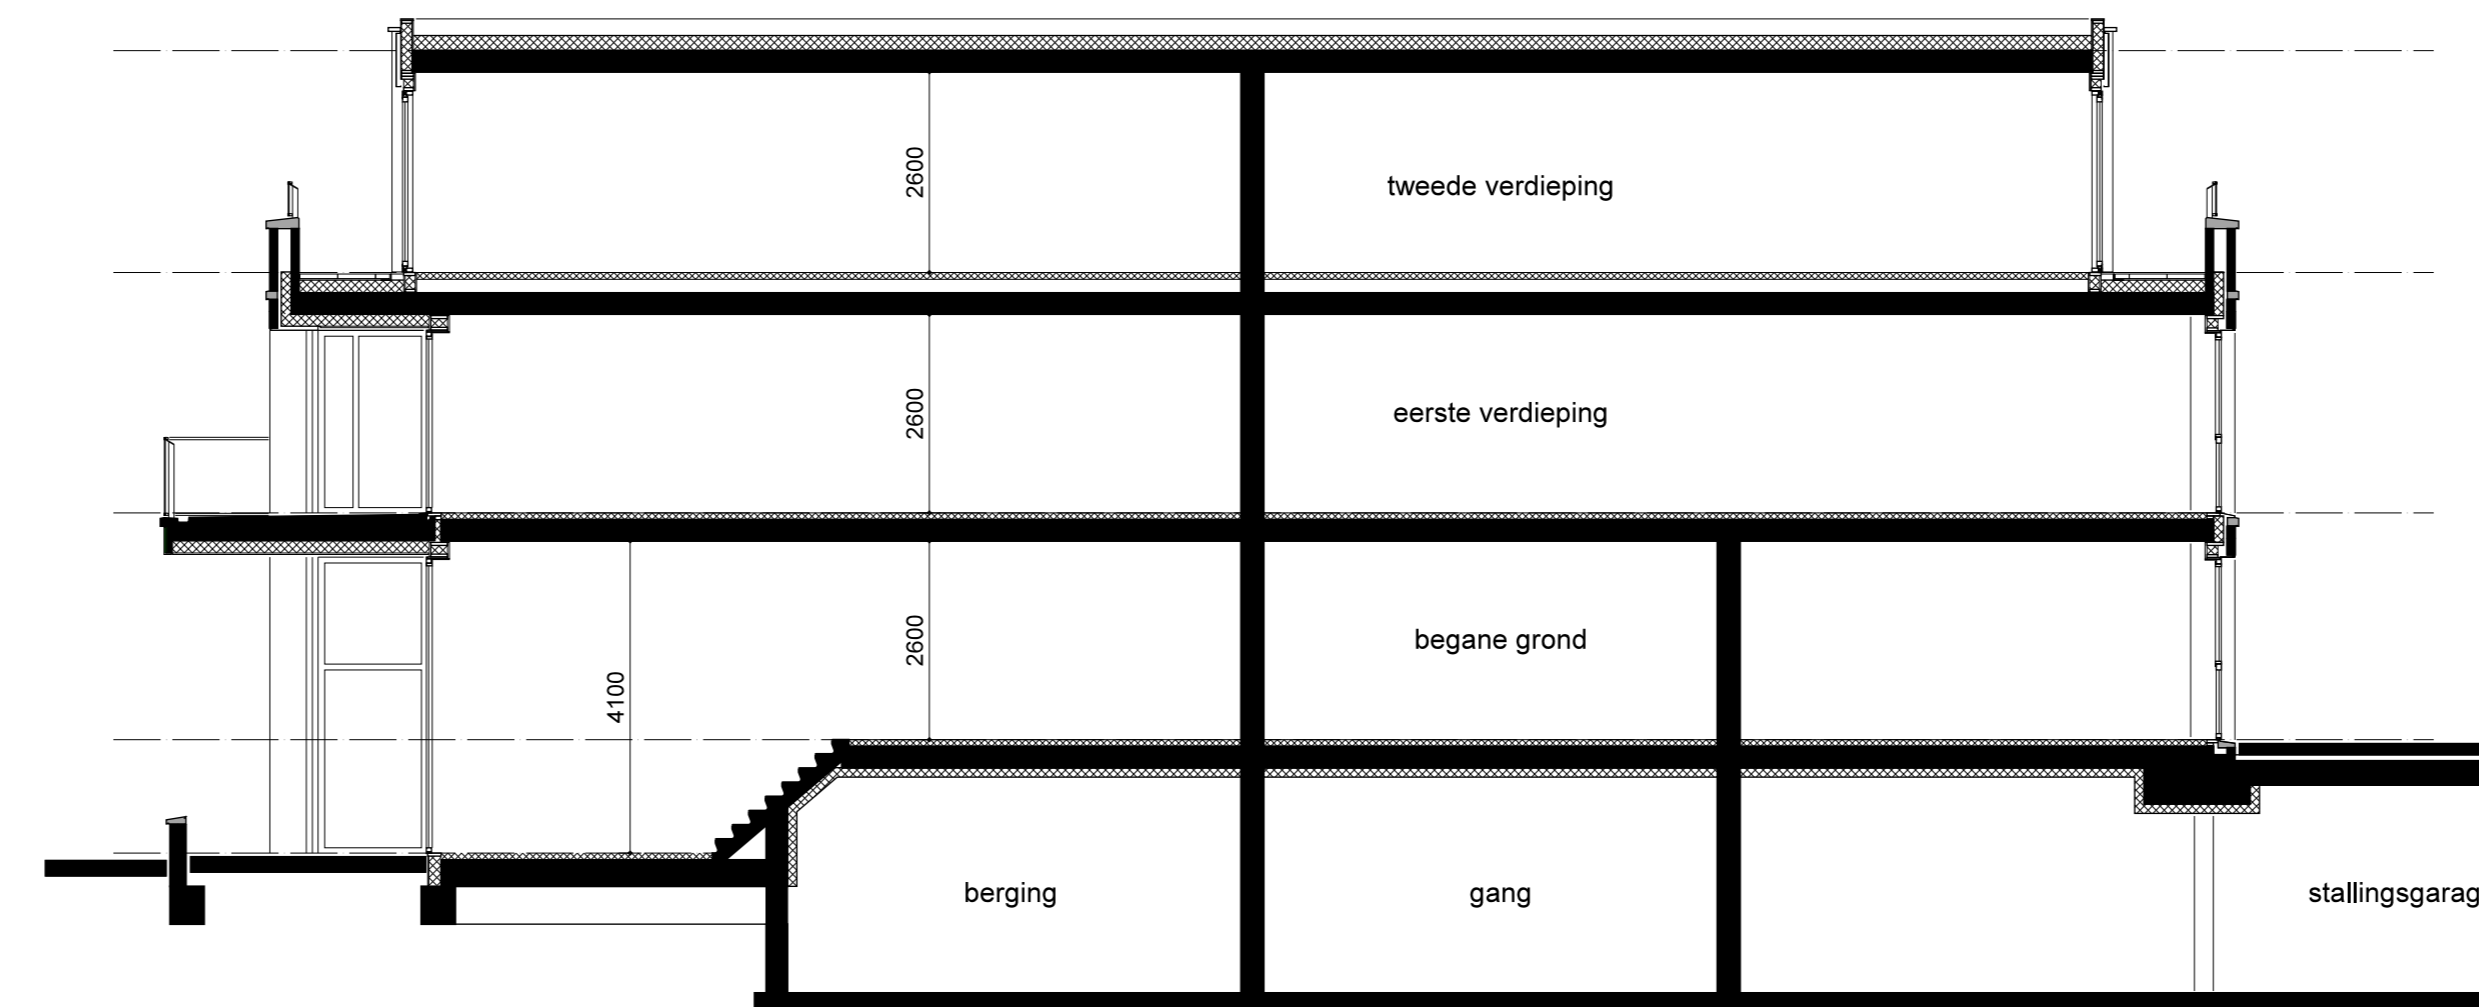 2600
tweede verdieping
2600
eerste verdieping
2600
begane grond
4100
berging
gang
stallingsgarag